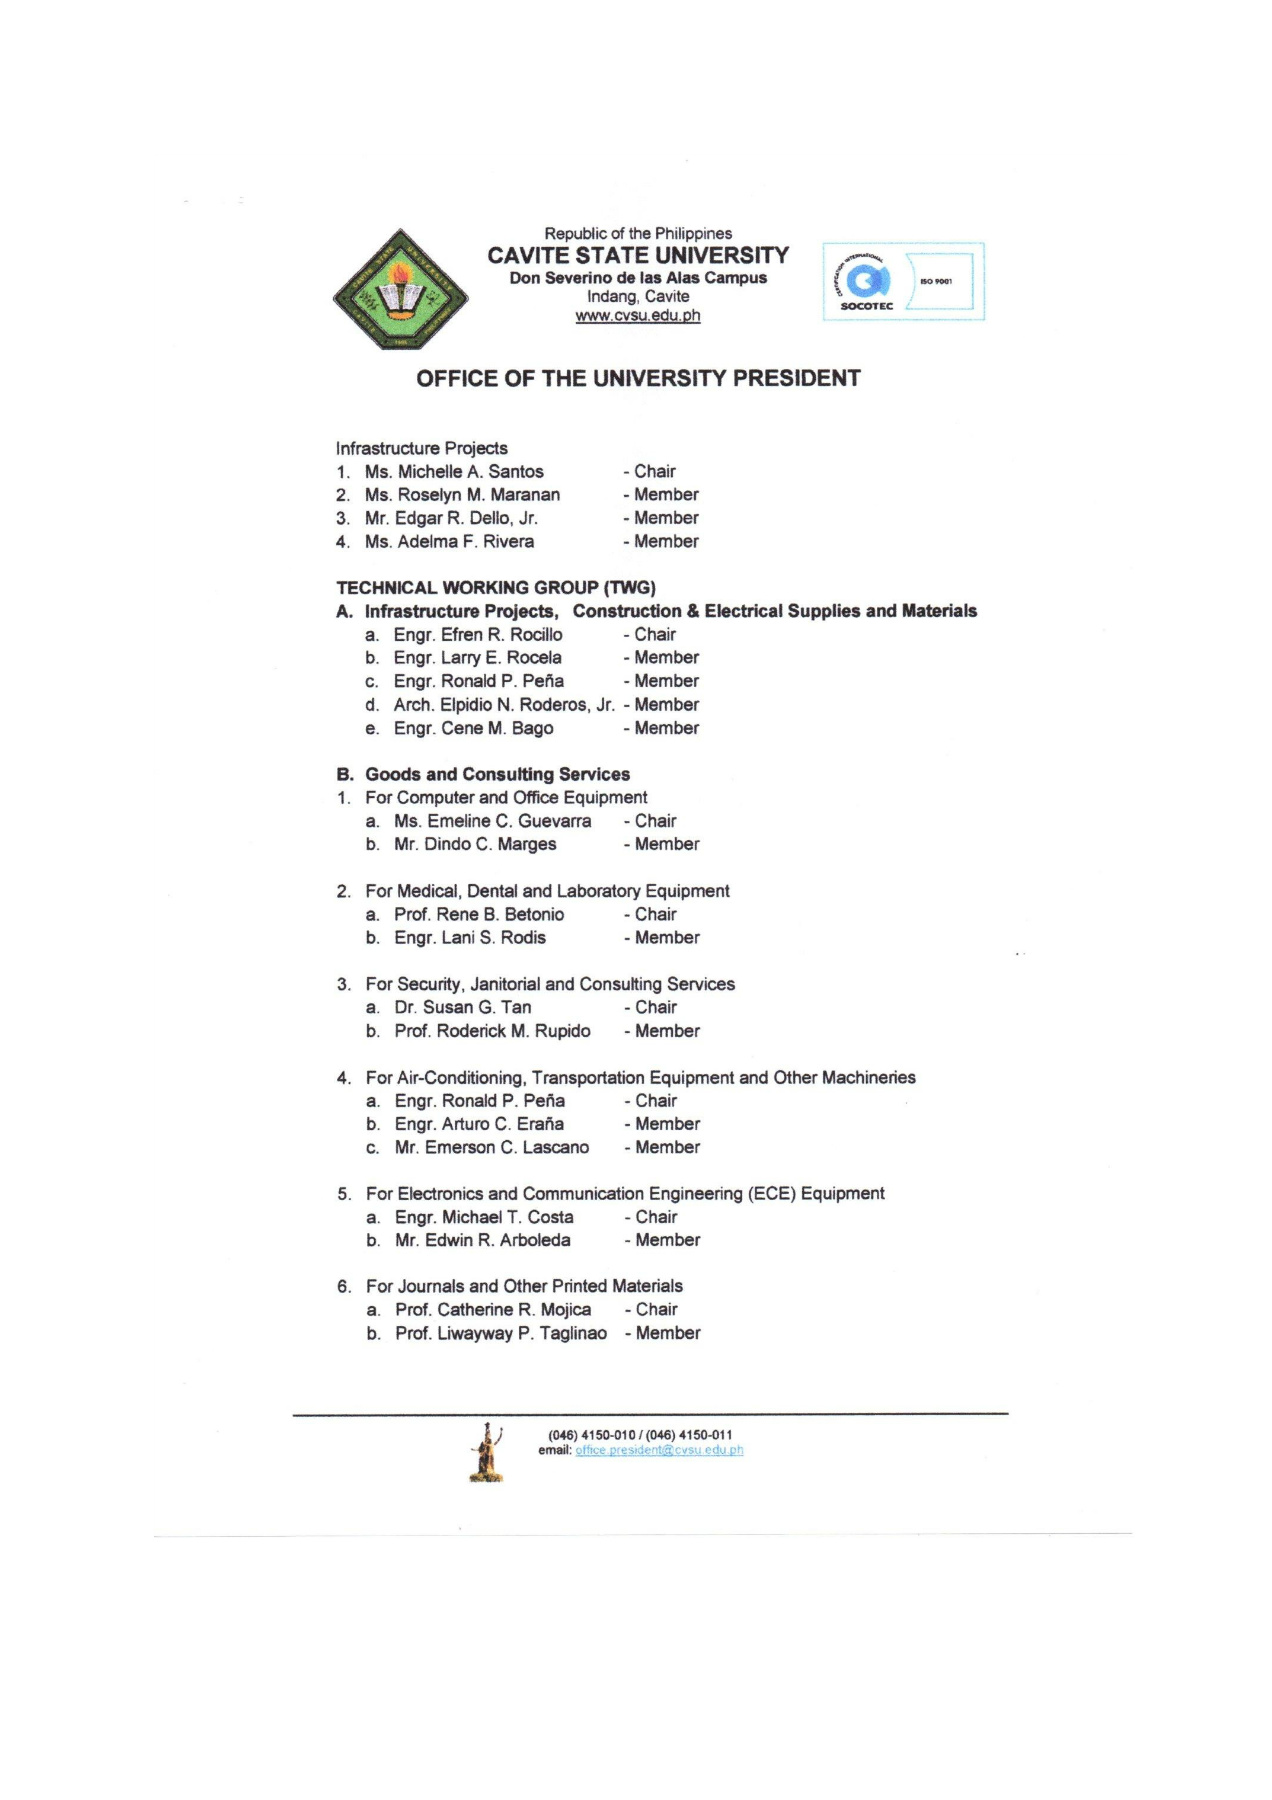 Republic of the Philippines
CAVITE STATE UNIVERSITY
Don Severino de las Alas Campus
Indang, Cavite
www.cvsu.edu.ph
CAVITE STATE UNIVERSITY
CERTIFICATION INTERNATIONAL
SOCOTEC
ISO 9001
OFFICE OF THE UNIVERSITY PRESIDENT
Infrastructure Projects
1. Ms. Michelle A. Santos - Chair
2. Ms. Roselyn M. Maranan - Member
3. Mr. Edgar R. Dello, Jr. - Member
4. Ms. Adelma F. Rivera - Member
TECHNICAL WORKING GROUP (TWG)
A. Infrastructure Projects, Construction & Electrical Supplies and Materials
a. Engr. Efren R. Rocillo - Chair
b. Engr. Larry E. Rocela - Member
c. Engr. Ronald P. Peña - Member
d. Arch. Elpidio N. Roderos, Jr. - Member
e. Engr. Cene M. Bago - Member
B. Goods and Consulting Services
1. For Computer and Office Equipment
a. Ms. Emeline C. Guevarra - Chair
b. Mr. Dindo C. Marges - Member
2. For Medical, Dental and Laboratory Equipment
a. Prof. Rene B. Betonio - Chair
b. Engr. Lani S. Rodis - Member
3. For Security, Janitorial and Consulting Services
a. Dr. Susan G. Tan - Chair
b. Prof. Roderick M. Rupido - Member
4. For Air-Conditioning, Transportation Equipment and Other Machineries
a. Engr. Ronald P. Peña - Chair
b. Engr. Arturo C. Eraña - Member
c. Mr. Emerson C. Lascano - Member
5. For Electronics and Communication Engineering (ECE) Equipment
a. Engr. Michael T. Costa - Chair
b. Mr. Edwin R. Arboleda - Member
6. For Journals and Other Printed Materials
a. Prof. Catherine R. Mojica - Chair
b. Prof. Liwayway P. Taglinao - Member
(046) 4150-010 / (046) 4150-011
email: office.president@cvsu.edu.ph